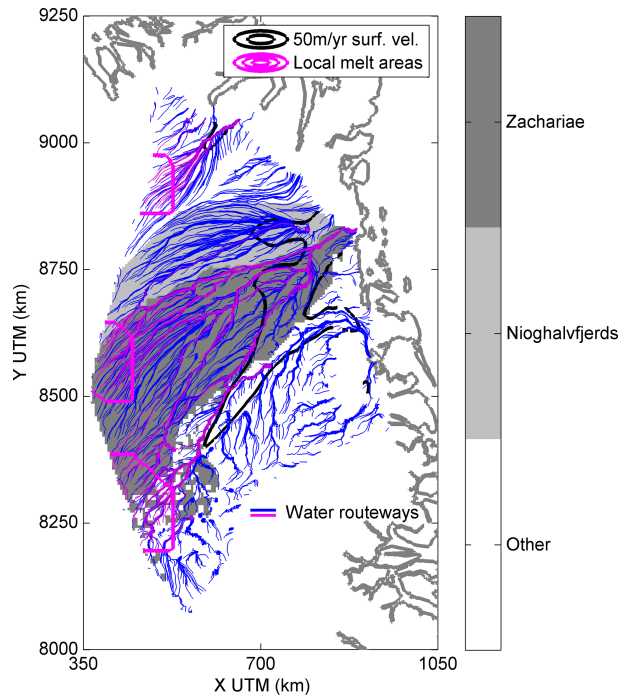 9250
50m/yr surf. vel.
Local melt areas
Zachariae
9000
8750
Y UTM (km)
Nioghalvfjerds
8500
8250
Water routeways
Other
8000
350
700
1050
X UTM (km)